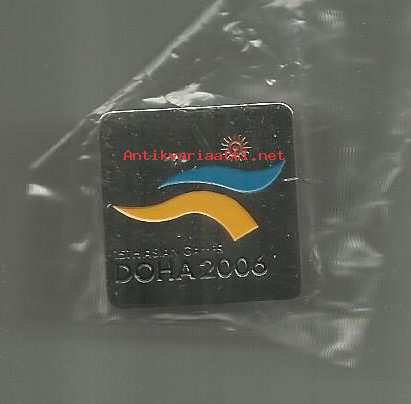 Antikvariaatti.net
15TH ASIAN GAMES
DOHA 2006